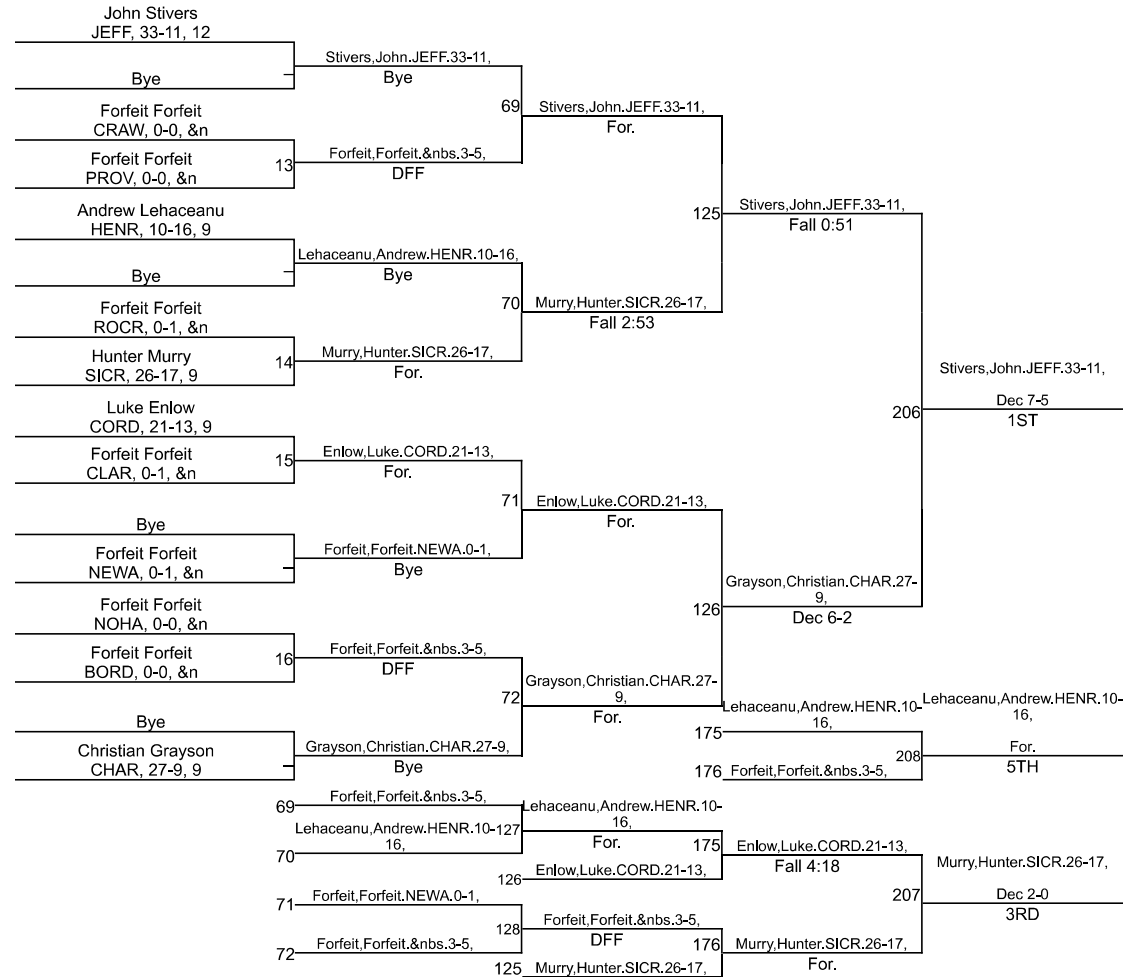 John Stivers
JEFF, 33-11, 12
Stivers,John.JEFF.33-11,
Bye
Bye
69
Stivers,John.JEFF.33-11,
For.
Forfeit Forfeit
CRAW, 0-0, &n
13
Forfeit,Forfeit.&nbs.3-5,
DFF
Forfeit Forfeit
PROV, 0-0, &n
Andrew Lehaceanu
HENR, 10-16, 9
125
Stivers,John.JEFF.33-11,
Fall 0:51
Lehaceanu,Andrew.HENR.10-16,
Bye
Bye
70
Murry,Hunter.SICR.26-17,
Fall 2:53
Forfeit Forfeit
ROCR, 0-1, &n
14
Murry,Hunter.SICR.26-17,
For.
Hunter Murry
SICR, 26-17, 9
206
Stivers,John.JEFF.33-11,
Dec 7-5
1ST
Luke Enlow
CORD, 21-13, 9
15
Enlow,Luke.CORD.21-13,
For.
Forfeit Forfeit
CLAR, 0-1, &n
71
Enlow,Luke.CORD.21-13,
For.
Bye
Forfeit,Forfeit.NEWA.0-1,
Bye
Forfeit Forfeit
NEWA, 0-1, &n
126
Grayson,Christian.CHAR.27-
9,
Dec 6-2
Forfeit Forfeit
NOHA, 0-0, &n
16
Forfeit,Forfeit.&nbs.3-5,
DFF
Forfeit Forfeit
BORD, 0-0, &n
72
Grayson,Christian.CHAR.27-
9,
For.
Bye
Grayson,Christian.CHAR.27-9,
Bye
Christian Grayson
CHAR, 27-9, 9
175
Lehaceanu,Andrew.HENR.10-
16,
176
Forfeit,Forfeit.&nbs.3-5,
208
Lehaceanu,Andrew.HENR.10-
16,
For.
5TH
69
Forfeit,Forfeit.&nbs.3-5,
70
Lehaceanu,Andrew.HENR.10-
16,
127
Lehaceanu,Andrew.HENR.10-
16,
For.
126
Enlow,Luke.CORD.21-13,
175
Enlow,Luke.CORD.21-13,
Fall 4:18
71
Forfeit,Forfeit.NEWA.0-1,
72
Forfeit,Forfeit.&nbs.3-5,
128
Forfeit,Forfeit.&nbs.3-5,
DFF
125
Murry,Hunter.SICR.26-17,
176
Murry,Hunter.SICR.26-17,
For.
207
Murry,Hunter.SICR.26-17,
Dec 2-0
3RD